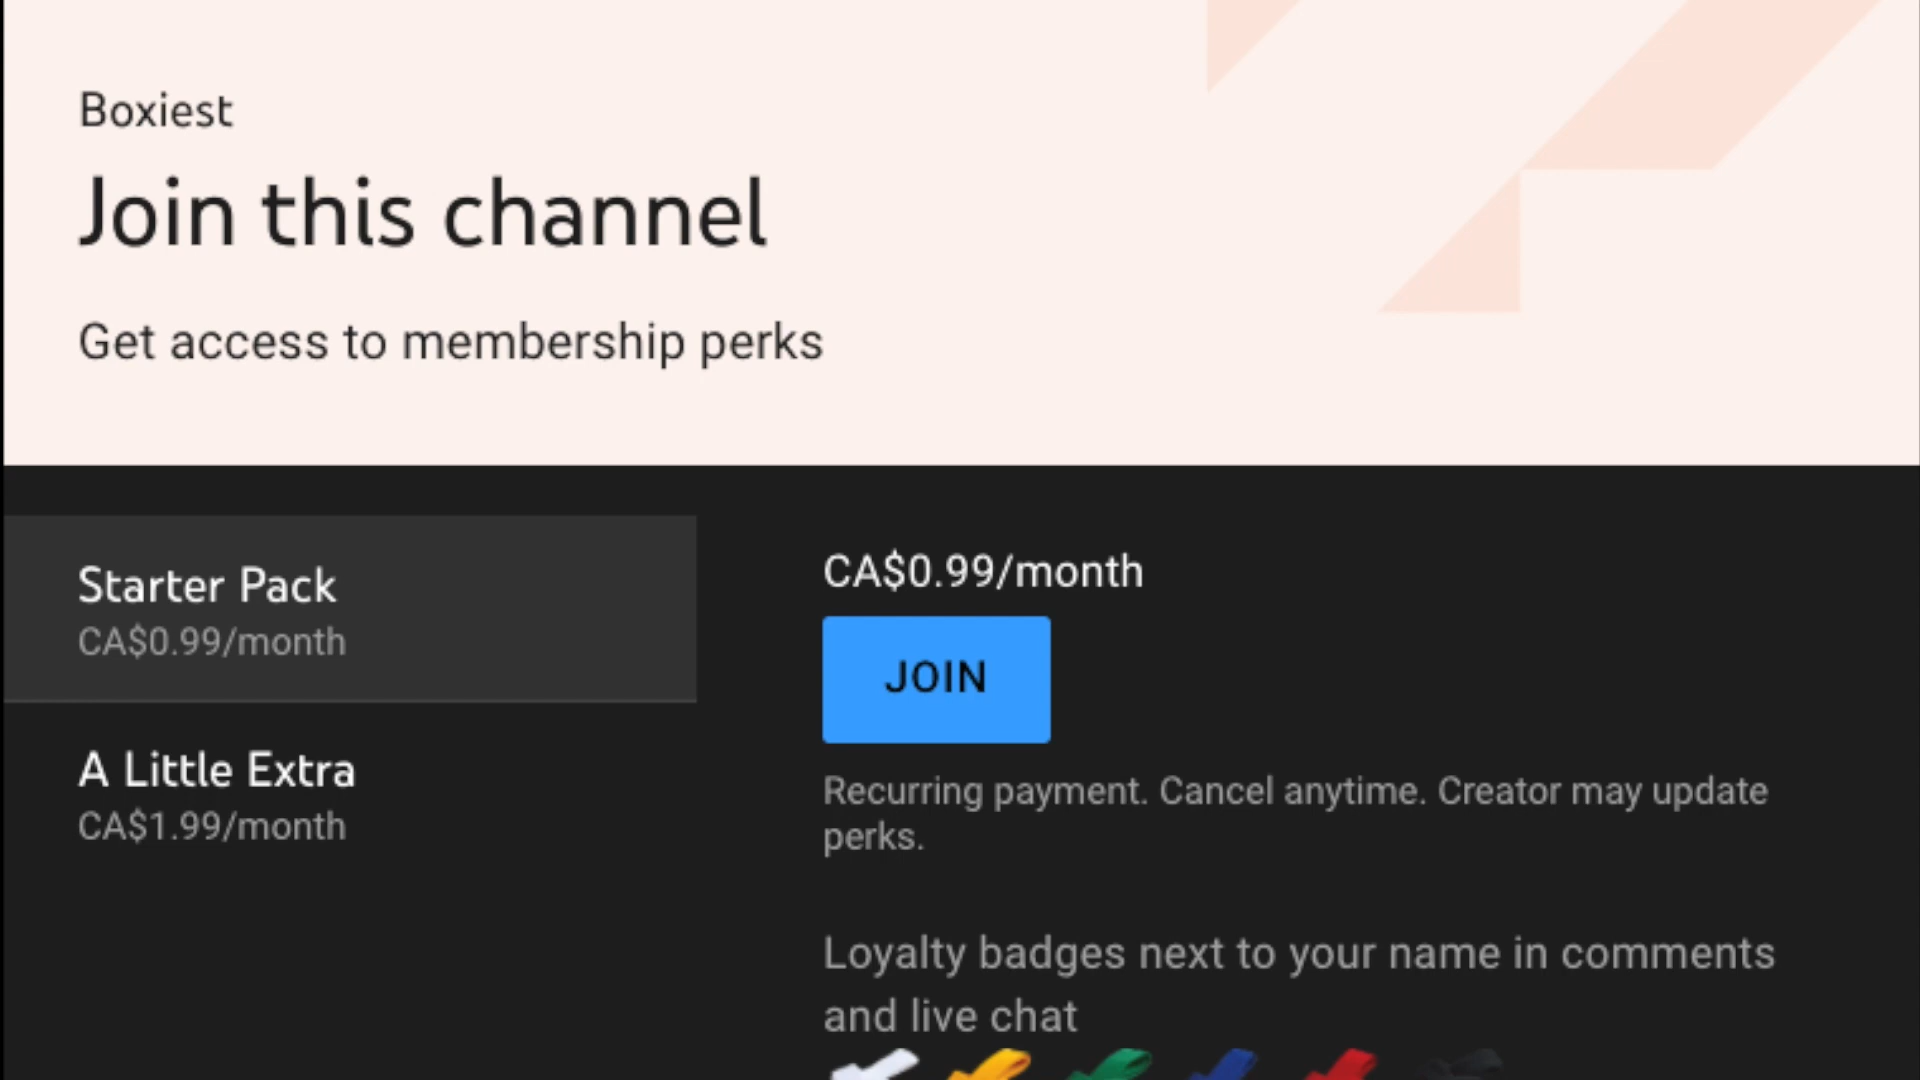 Boxiest
Join this channel
Get access to membership perks
Starter Pack
CA$0.99/month
A Little Extra
CA$1.99/month
CA$0.99/month
JOIN
Recurring payment. Cancel anytime. Creator may update
perks.
Loyalty badges next to your name in comments
and live chat